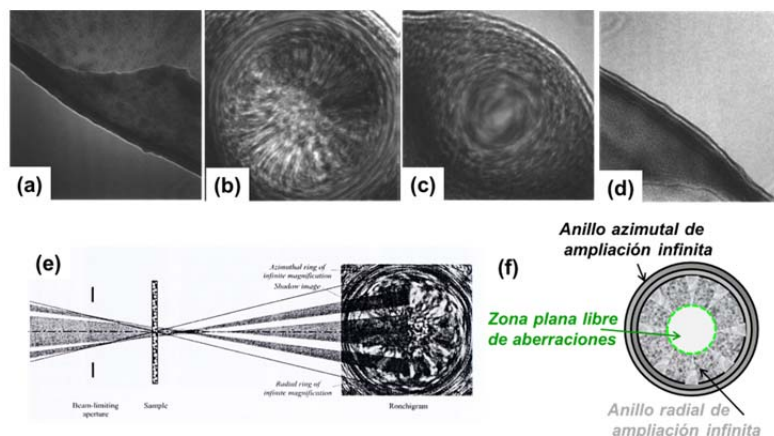 (a)
(b)
(c)
(d)
(e)
Azimuthal ring of
infinite magnification
Shadow image
Radial ring of
infinite magnification
Beam-limiting
aperture
Sample
Ronchigram
(f)
Anillo azimutal de
ampliación infinita
Zona plana libre
de aberraciones
Anillo radial de
ampliación infinita